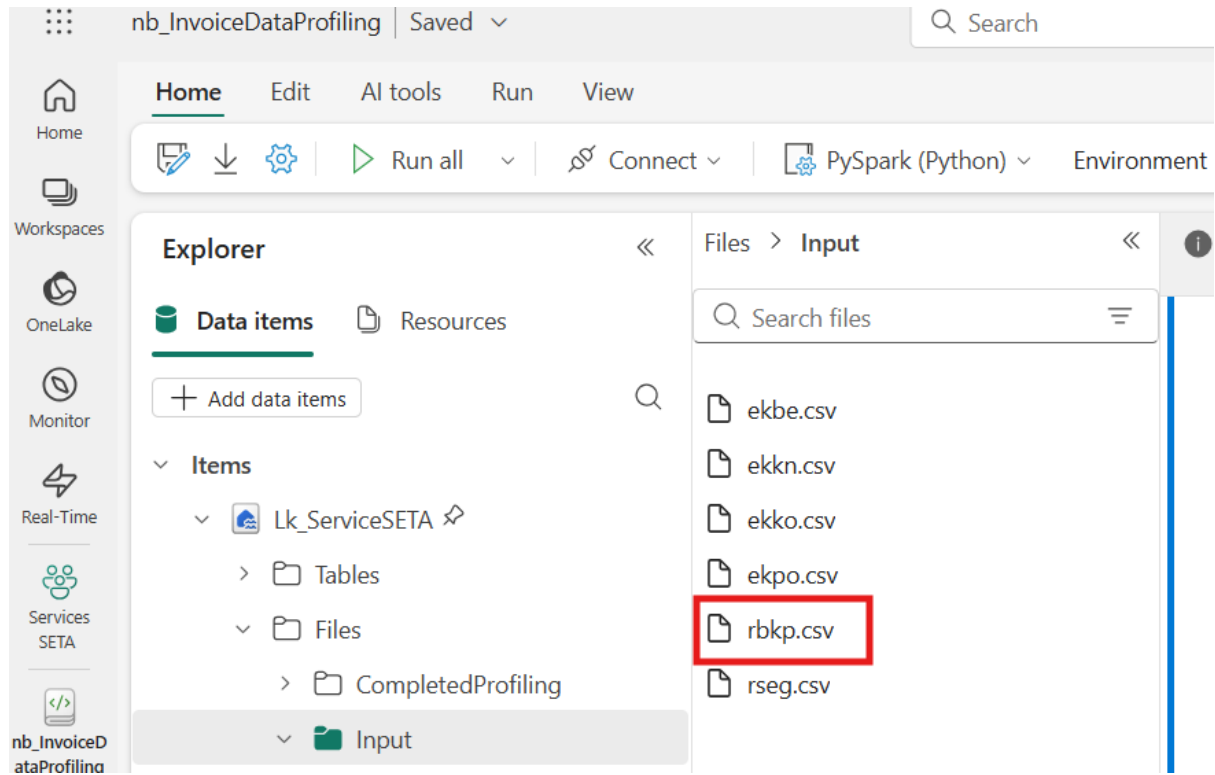 nb_InvoiceDataProfiling | Saved
Search
Home Edit AI tools Run View
Run all Connect PySpark (Python) Environment
Home
Workspaces
OneLake
Monitor
Real-Time
Services
SETA
nb_InvoiceD
ataProfiling
Explorer
Data items Resources
+ Add data items
Items
Lk_ServiceSETA
Tables
Files
CompletedProfiling
Input
Files > Input
Search files
ekbe.csv
ekkn.csv
ekko.csv
ekpo.csv
rbkp.csv
rseg.csv